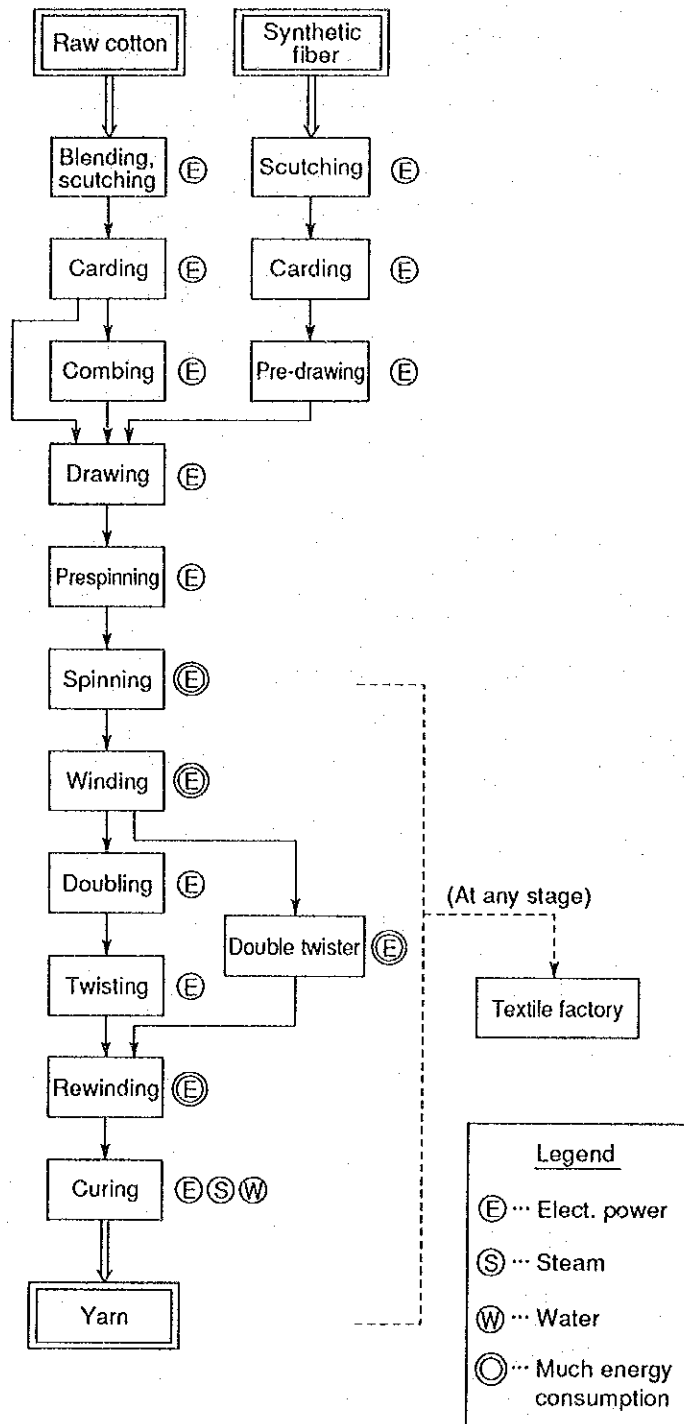 Raw cotton
Synthetic
fiber
Blending,
scutching
E
Scutching
E
Carding
E
Carding
E
Combing
E
Pre-drawing
E
Drawing
E
Prespinning
E
Spinning
E
Winding
E
Doubling
E
(At any stage)
Double twister
E
Twisting
E
Textile factory
Rewinding
E
Curing
E S W
Yarn
Legend
E ··· Elect. power
S ··· Steam
W ··· Water
··· Much energy
consumption